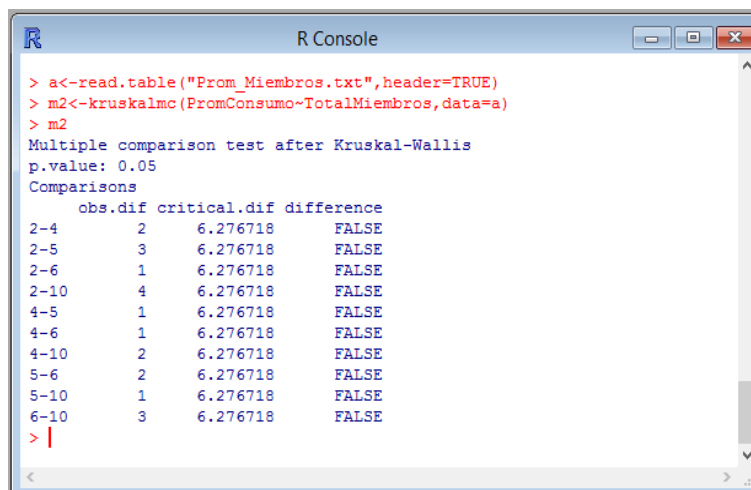 R Console
> a<-read.table("Prom_Miembros.txt",header=TRUE)
> m2<-kruskalmc(PromConsumo~TotalMiembros,data=a)
> m2
Multiple comparison test after Kruskal-Wallis
p.value: 0.05
Comparisons
obs.dif critical.dif difference
2-4 2 6.276718 FALSE
2-5 3 6.276718 FALSE
2-6 1 6.276718 FALSE
2-10 4 6.276718 FALSE
4-5 1 6.276718 FALSE
4-6 1 6.276718 FALSE
4-10 2 6.276718 FALSE
5-6 2 6.276718 FALSE
5-10 1 6.276718 FALSE
6-10 3 6.276718 FALSE
>